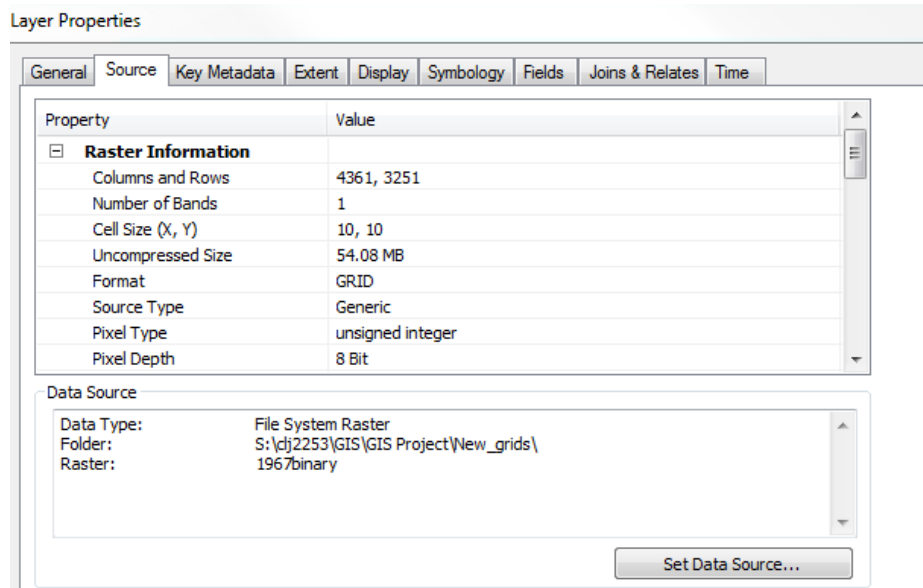 Layer Properties
General Source Key Metadata Extent Display Symbology Fields Joins & Relates Time
Property Value
Raster Information
Columns and Rows 4361, 3251
Number of Bands 1
Cell Size (X, Y) 10, 10
Uncompressed Size 54.08 MB
Format GRID
Source Type Generic
Pixel Type unsigned integer
Pixel Depth 8 Bit
Data Source
Data Type: File System Raster
Folder: S:\clj2253\GIS\GIS Project\New_grids\
Raster: 1967binary
Set Data Source...